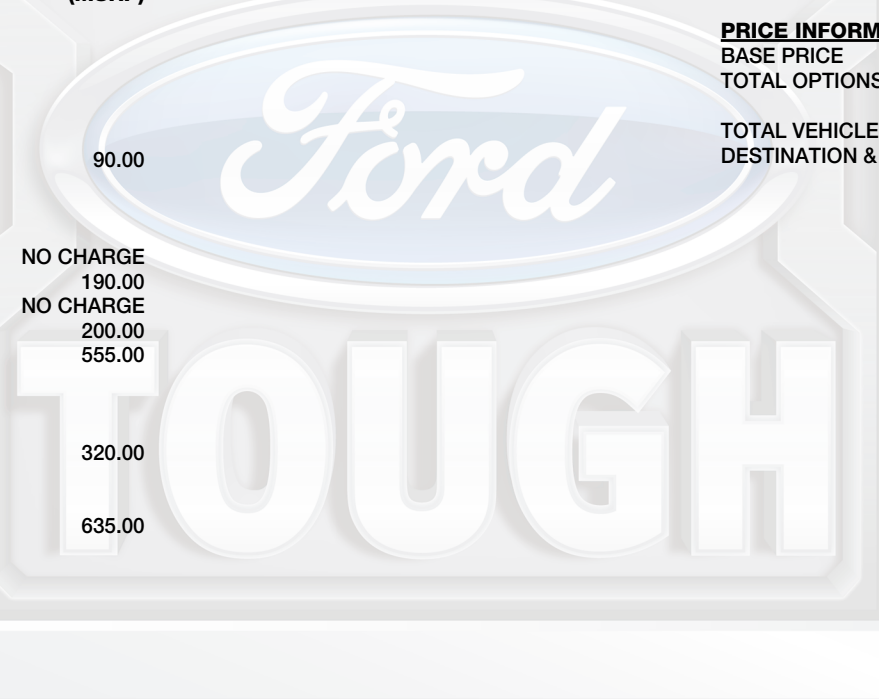 (MSRP)
90.00
NO CHARGE
190.00
NO CHARGE
200.00
555.00
320.00
635.00
PRICE INFORM
BASE PRICE
TOTAL OPTIONS
TOTAL VEHICLE
DESTINATION &
Ford
TOUGH